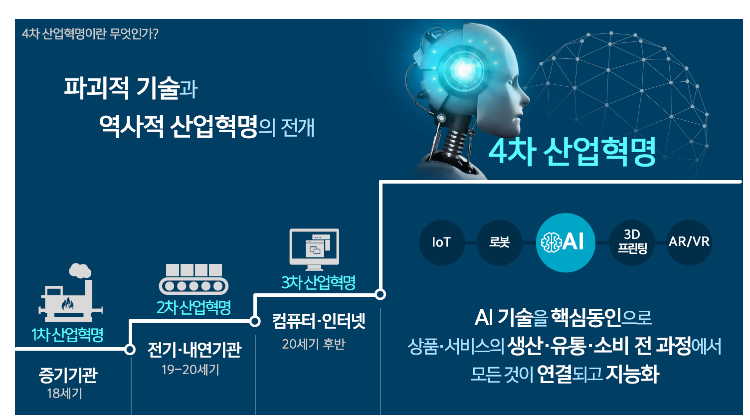 4차 산업혁명이란 무엇인가?
파괴적 기술과
역사적 산업혁명의 전개
4차 산업혁명
IoT
로봇
AI
3D
프린팅
AR/VR
3차 산업혁명
2차 산업혁명
1차 산업혁명
컴퓨터·인터넷
20세기 후반
전기·내연기관
19-20세기
증기기관
18세기
AI 기술을 핵심동인으로
상품·서비스의 생산·유통·소비 전 과정에서
모든 것이 연결되고 지능화